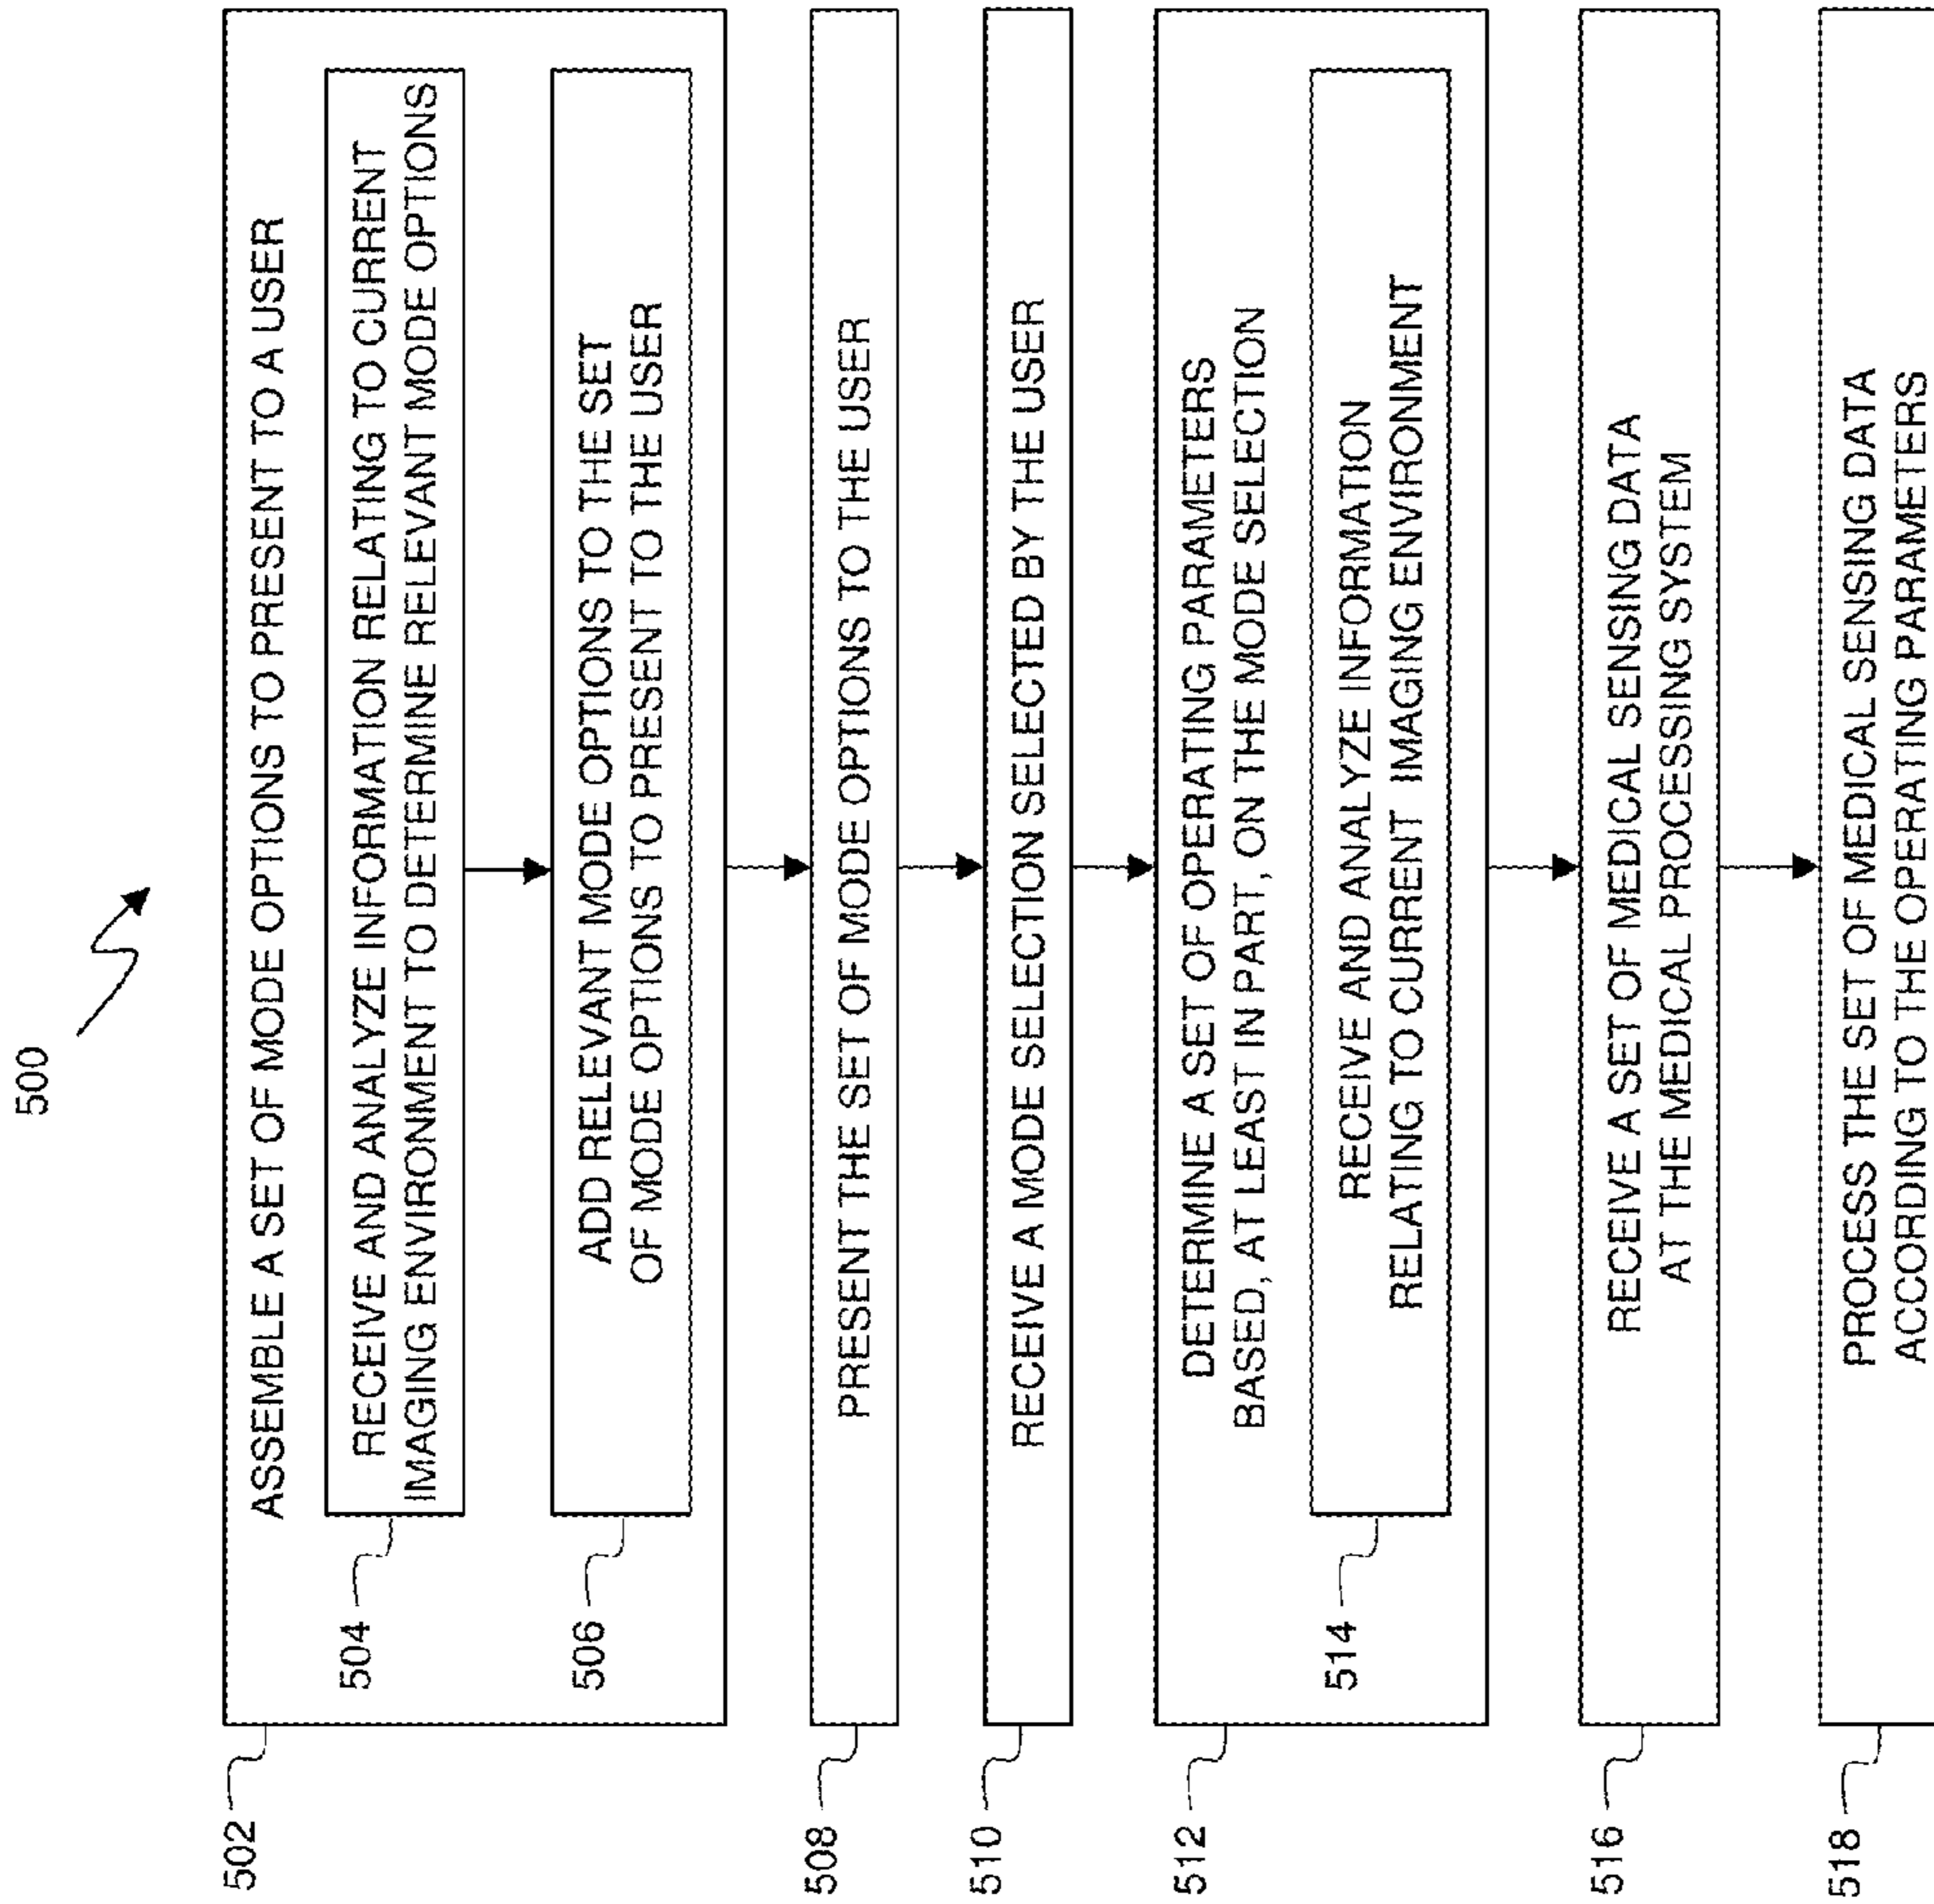 500
502
ASSEMBLE A SET OF MODE OPTIONS TO PRESENT TO A USER
504
RECEIVE AND ANALYZE INFORMATION RELATING TO CURRENT
IMAGING ENVIRONMENT TO DETERMINE RELEVANT MODE OPTIONS
506
ADD RELEVANT MODE OPTIONS TO THE SET
OF MODE OPTIONS TO PRESENT TO THE USER
508
PRESENT THE SET OF MODE OPTIONS TO THE USER
510
RECEIVE A MODE SELECTION SELECTED BY THE USER
512
DETERMINE A SET OF OPERATING PARAMETERS
BASED, AT LEAST IN PART, ON THE MODE SELECTION
514
RECEIVE AND ANALYZE INFORMATION
RELATING TO CURRENT IMAGING ENVIRONMENT
516
RECEIVE A SET OF MEDICAL SENSING DATA
AT THE MEDICAL PROCESSING SYSTEM
518
PROCESS THE SET OF MEDICAL SENSING DATA
ACCORDING TO THE OPERATING PARAMETERS